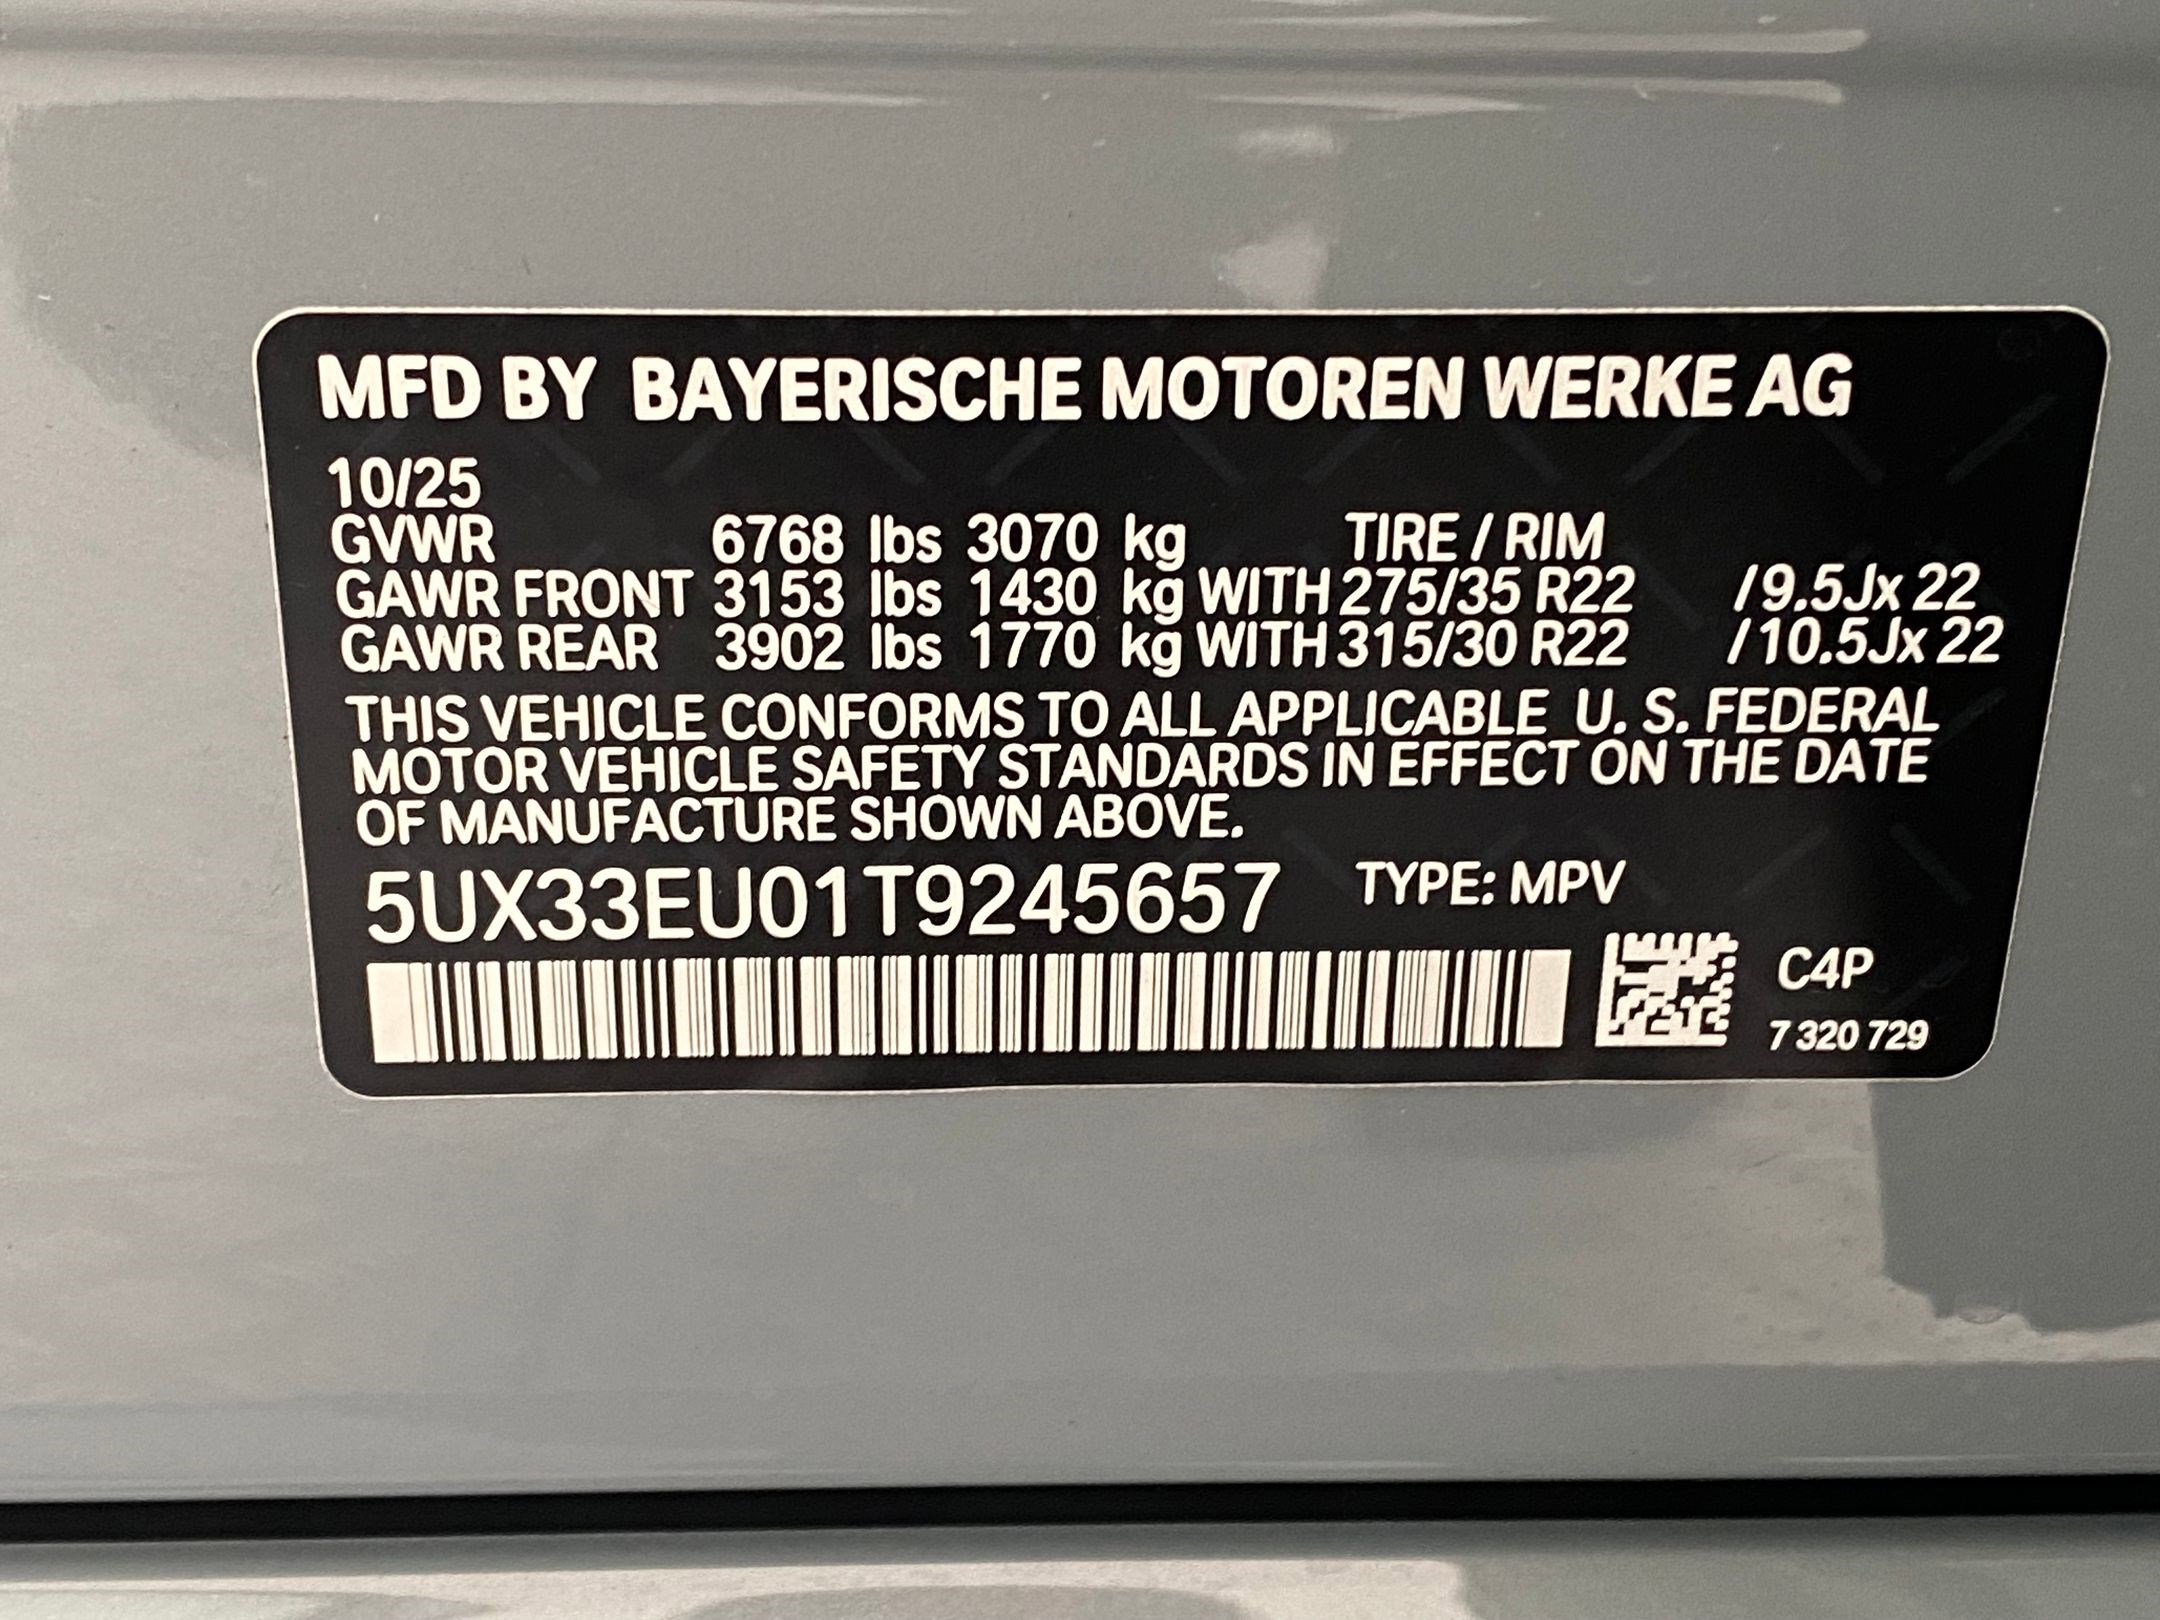 MFD BY BAYERISCHE MOTOREN WERKE AG
10/25
GVWR 6768 lbs 3070 kg TIRE / RIM
GAWR FRONT 3153 lbs 1430 kg WITH 275/35 R22 /9.5Jx 22
GAWR REAR 3902 lbs 1770 kg WITH 315/30 R22 /10.5Jx 22
THIS VEHICLE CONFORMS TO ALL APPLICABLE U. S. FEDERAL
MOTOR VEHICLE SAFETY STANDARDS IN EFFECT ON THE DATE
OF MANUFACTURE SHOWN ABOVE.
5UX33EU01T9245657 TYPE: MPV
C4P
7 320 729